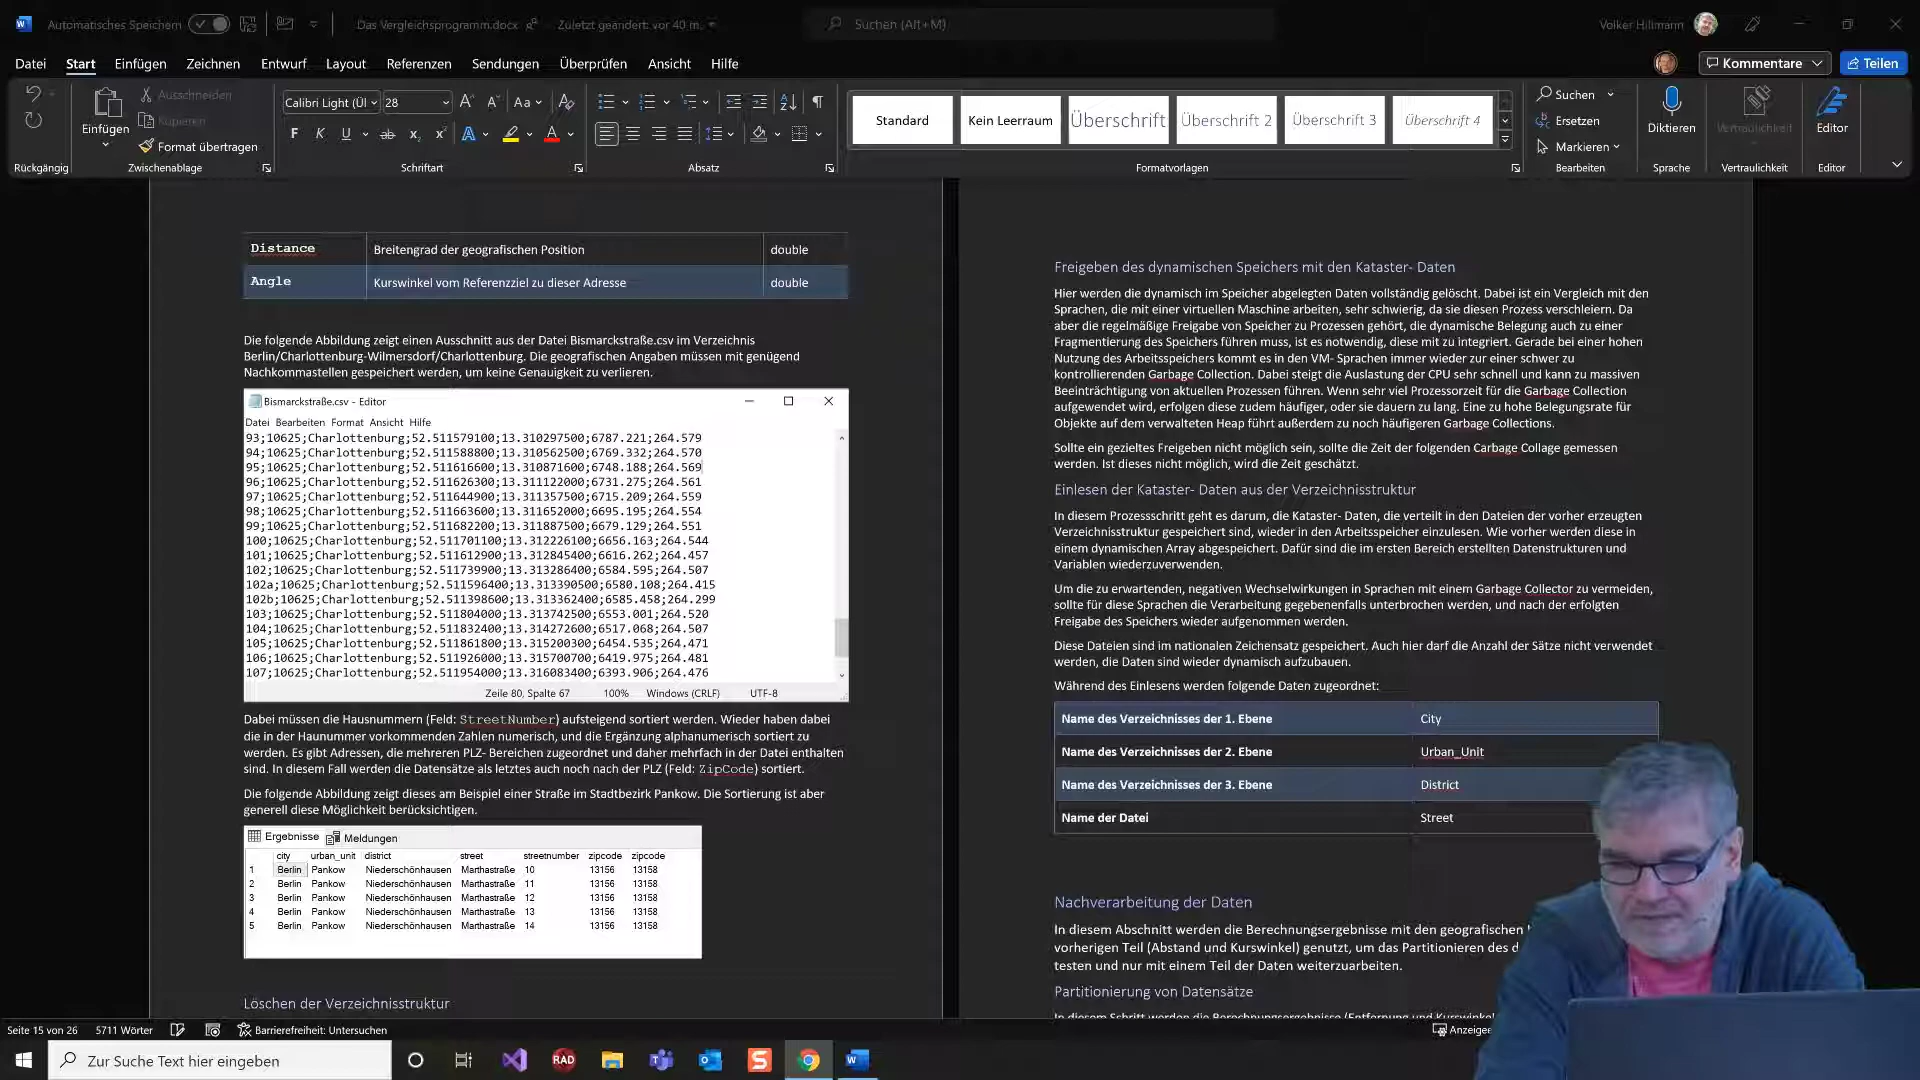 Automatisches Speichern
Das Vergleichsprogramm.docx
Zuletzt geändert: vor 40 m...
Suchen (Alt+M)
Volker Hillmann
Datei Start Einfügen Zeichnen Entwurf Layout Referenzen Sendungen Überprüfen Ansicht Hilfe
Kommentare
Teilen
Einfügen
Ausschneiden
Kopieren
Format übertragen
Calibri Light (Ül
28
F K U ab x₂ x²
Standard
Kein Leerraum
Überschrift
Überschrift 2
Überschrift 3
Überschrift 4
Suchen
Ersetzen
Markieren
Diktieren
Vertraulichkeit
Editor
Rückgängig
Zwischenablage
Schriftart
Absatz
Formatvorlagen
Bearbeiten
Sprache
Vertraulichkeit
Editor
Distance Breitengrad der geografischen Position double
Angle Kurswinkel vom Referenzziel zu dieser Adresse double
Die folgende Abbildung zeigt einen Ausschnitt aus der Datei Bismarckstraße.csv im Verzeichnis
Berlin/Charlottenburg-Wilmersdorf/Charlottenburg. Die geografischen Angaben müssen mit genügend
Nachkommastellen gespeichert werden, um keine Genauigkeit zu verlieren.
Bismarckstraße.csv - Editor
Datei Bearbeiten Format Ansicht Hilfe
93;10625;Charlottenburg;52.511579100;13.310297500;6787.221;264.579
94;10625;Charlottenburg;52.511588800;13.310562500;6769.332;264.570
95;10625;Charlottenburg;52.511616600;13.310871600;6748.188;264.569
96;10625;Charlottenburg;52.511626300;13.311122000;6731.275;264.561
97;10625;Charlottenburg;52.511644900;13.311357500;6715.209;264.559
98;10625;Charlottenburg;52.511663600;13.311652000;6695.195;264.554
99;10625;Charlottenburg;52.511682200;13.311887500;6679.129;264.551
100;10625;Charlottenburg;52.511701100;13.312226100;6656.163;264.544
101;10625;Charlottenburg;52.511612900;13.312845400;6616.262;264.457
102;10625;Charlottenburg;52.511739900;13.313286400;6584.595;264.507
102a;10625;Charlottenburg;52.511596400;13.313390500;6580.108;264.415
102b;10625;Charlottenburg;52.511398600;13.313362400;6585.458;264.299
103;10625;Charlottenburg;52.511804000;13.313742500;6553.001;264.520
104;10625;Charlottenburg;52.511832400;13.314272600;6517.068;264.507
105;10625;Charlottenburg;52.511861800;13.315200300;6454.535;264.471
106;10625;Charlottenburg;52.511926000;13.315700700;6419.975;264.481
107;10625;Charlottenburg;52.511954000;13.316083400;6393.906;264.476
Zeile 80, Spalte 67 100% Windows (CRLF) UTF-8
Dabei müssen die Hausnummern (Feld: StreetNumber) aufsteigend sortiert werden. Wieder haben dabei
die in der Haunummer vorkommenden Zahlen numerisch, und die Ergänzung alphanumerisch sortiert zu
werden. Es gibt Adressen, die mehreren PLZ- Bereichen zugeordnet und daher mehrfach in der Datei enthalten
sind. In diesem Fall werden die Datensätze als letztes auch noch nach der PLZ (Feld: ZipCode) sortiert.
Die folgende Abbildung zeigt dieses am Beispiel einer Straße im Stadtbezirk Pankow. Die Sortierung ist aber
generell diese Möglichkeit berücksichtigen.
Ergebnisse Meldungen
city urban_unit district street streetnumber zipcode zipcode
1 Berlin Pankow Niederschönhausen Marthastraße 10 13156 13158
2 Berlin Pankow Niederschönhausen Marthastraße 11 13156 13158
3 Berlin Pankow Niederschönhausen Marthastraße 12 13156 13158
4 Berlin Pankow Niederschönhausen Marthastraße 13 13156 13158
5 Berlin Pankow Niederschönhausen Marthastraße 14 13156 13158
Löschen der Verzeichnisstruktur
Freigeben des dynamischen Speichers mit den Kataster- Daten
Hier werden die dynamisch im Speicher abgelegten Daten vollständig gelöscht. Dabei ist ein Vergleich mit den
Sprachen, die mit einer virtuellen Maschine arbeiten, sehr schwierig, da sie diesen Prozess verschleiern. Da
aber die regelmäßige Freigabe von Speicher zu Prozessen gehört, die dynamische Belegung auch zu einer
Fragmentierung des Speichers führen muss, ist es notwendig, diese mit zu integriert. Gerade bei einer hohen
Nutzung des Arbeitsspeichers kommt es in den VM- Sprachen immer wieder zur einer schwer zu
kontrollierenden Garbage Collection. Dabei steigt die Auslastung der CPU sehr schnell und kann zu massiven
Beeinträchtigung von aktuellen Prozessen führen. Wenn sehr viel Prozessorzeit für die Garbage Collection
aufgewendet wird, erfolgen diese zudem häufiger, oder sie dauern zu lang. Eine zu hohe Belegungsrate für
Objekte auf dem verwalteten Heap führt außerdem zu noch häufigeren Garbage Collections.
Sollte ein gezieltes Freigeben nicht möglich sein, sollte die Zeit der folgenden Carbage Collage gemessen
werden. Ist dieses nicht möglich, wird die Zeit geschätzt.
Einlesen der Kataster- Daten aus der Verzeichnisstruktur
In diesem Prozessschritt geht es darum, die Kataster- Daten, die verteilt in den Dateien der vorher erzeugten
Verzeichnisstruktur gespeichert sind, wieder in den Arbeitsspeicher einzulesen. Wie vorher werden diese in
einem dynamischen Array abgespeichert. Dafür sind die im ersten Bereich erstellten Datenstrukturen und
Variablen wiederzuverwenden.
Um die zu erwartenden, negativen Wechselwirkungen in Sprachen mit einem Garbage Collector zu vermeiden,
sollte für diese Sprachen die Verarbeitung gegebenenfalls unterbrochen werden, und nach der erfolgten
Freigabe des Speichers wieder aufgenommen werden.
Diese Dateien sind im nationalen Zeichensatz gespeichert. Auch hier darf die Anzahl der Sätze nicht verwendet
werden, die Daten sind wieder dynamisch aufzubauen.
Während des Einlesens werden folgende Daten zugeordnet:
Name des Verzeichnisses der 1. Ebene City
Name des Verzeichnisses der 2. Ebene Urban_Unit
Name des Verzeichnisses der 3. Ebene District
Name der Datei Street
Nachverarbeitung der Daten
In diesem Abschnitt werden die Berechnungsergebnisse mit den geografischen
vorherigen Teil (Abstand und Kurswinkel) genutzt, um das Partitionieren des d
testen und nur mit einem Teil der Daten weiterzuarbeiten.
Partitionierung von Datensätze
In diesem Schritt werden die Berechnungsergebnisse (Entfernung und Kurswinkel
Seite 15 von 26 5711 Wörter Barrierefreiheit: Untersuchen
Anzeigee
Zur Suche Text hier eingeben
RAD